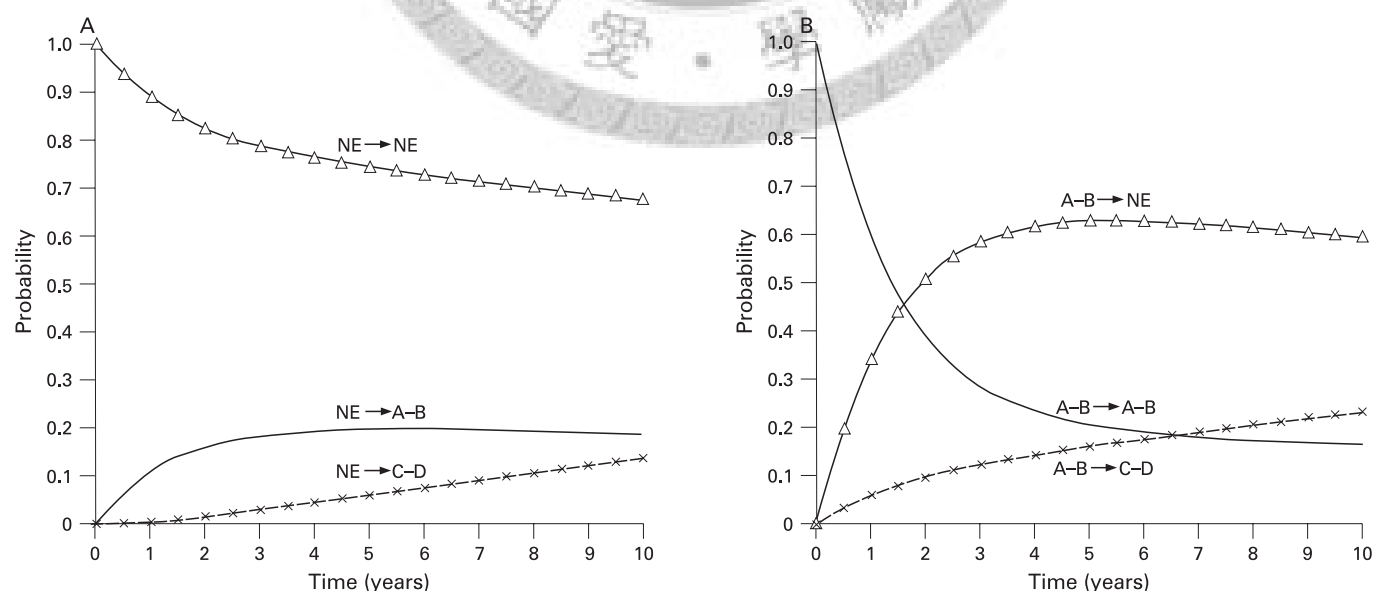 國 愛 · 學
A
1.0
0.9
0.8
0.7
0.6
0.5
0.4
0.3
0.2
0.1
0
Probability
NE → NE
NE → A–B
NE → C–D
0 1 2 3 4 5 6 7 8 9 10
Time (years)
B
1.0
0.9
0.8
0.7
0.6
0.5
0.4
0.3
0.2
0.1
0
Probability
A–B → NE
A–B → A–B
A–B → C–D
0 1 2 3 4 5 6 7 8 9 10
Time (years)